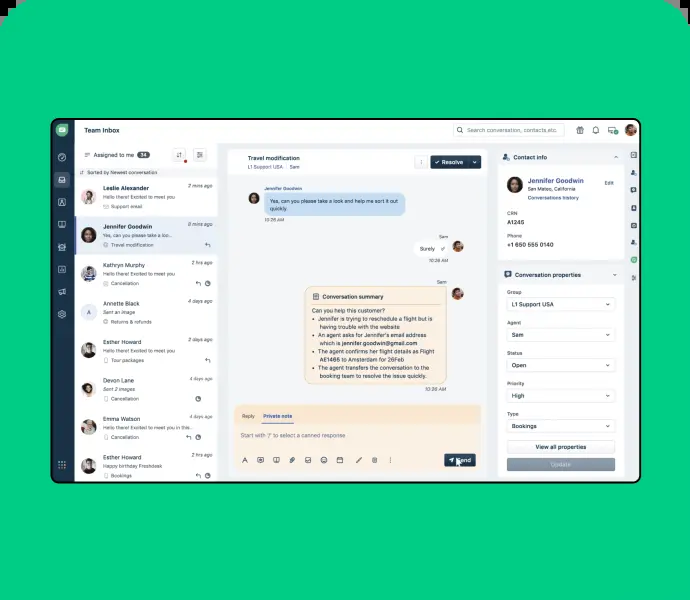 Team Inbox
Search conversation, contacts,etc.
Assigned to me 34
Sorted by Newest conversation
Leslie Alexander
2 mins ago
Hello there! Excited to meet you
Support email
Jennifer Goodwin
8 mins ago
Yes, can you please take a loo...
Travel modification
Kathryn Murphy
2 hrs ago
Hello there! Excited to meet you
Cancellation
Annette Black
4 days ago
A
Sent an image
Returns & refunds
Esther Howard
2 days ago
Hello there! Excited to meet you
Tour packages
Devon Lane
4 days ago
Sent 2 images
Cancellation
Emma Watson
4 days ago
Hello there! Excited to meet you in this...
Cancellation
Esther Howard
2 hrs ago
Happy birthday Freshdesk
Bookings
Travel modification
L1 Support USA Sam
Resolve
Jennifer Goodwin
Yes, can you please take a look and help me sort it out
quickly
10:26 AM
Sam
Surely
10:26 AM
Sam
Conversation summary
Can you help this customer?
• Jennifer is trying to reschedule a flight but is
having trouble with the website
• An agent asks for Jennifer's email address
which is jennifer.goodwin@gmail.com
• The agent confirms her flight details as Flight
AE1465 to Amsterdam for 26Feb
• The agent transfers the conversation to the
booking team to resolve the issue quickly.
10:26 AM
Reply Private note
Start with '/' to select a canned response
Send
Contact info
Jennifer Goodwin
Edit
San Mateo, California
Conversations history
CRN
A1245
Phone
+1 650 555 0140
Conversation properties
Group
L1 Support USA
Agent
Sam
Status
Open
Priority
High
Type
Bookings
View all properties
Update